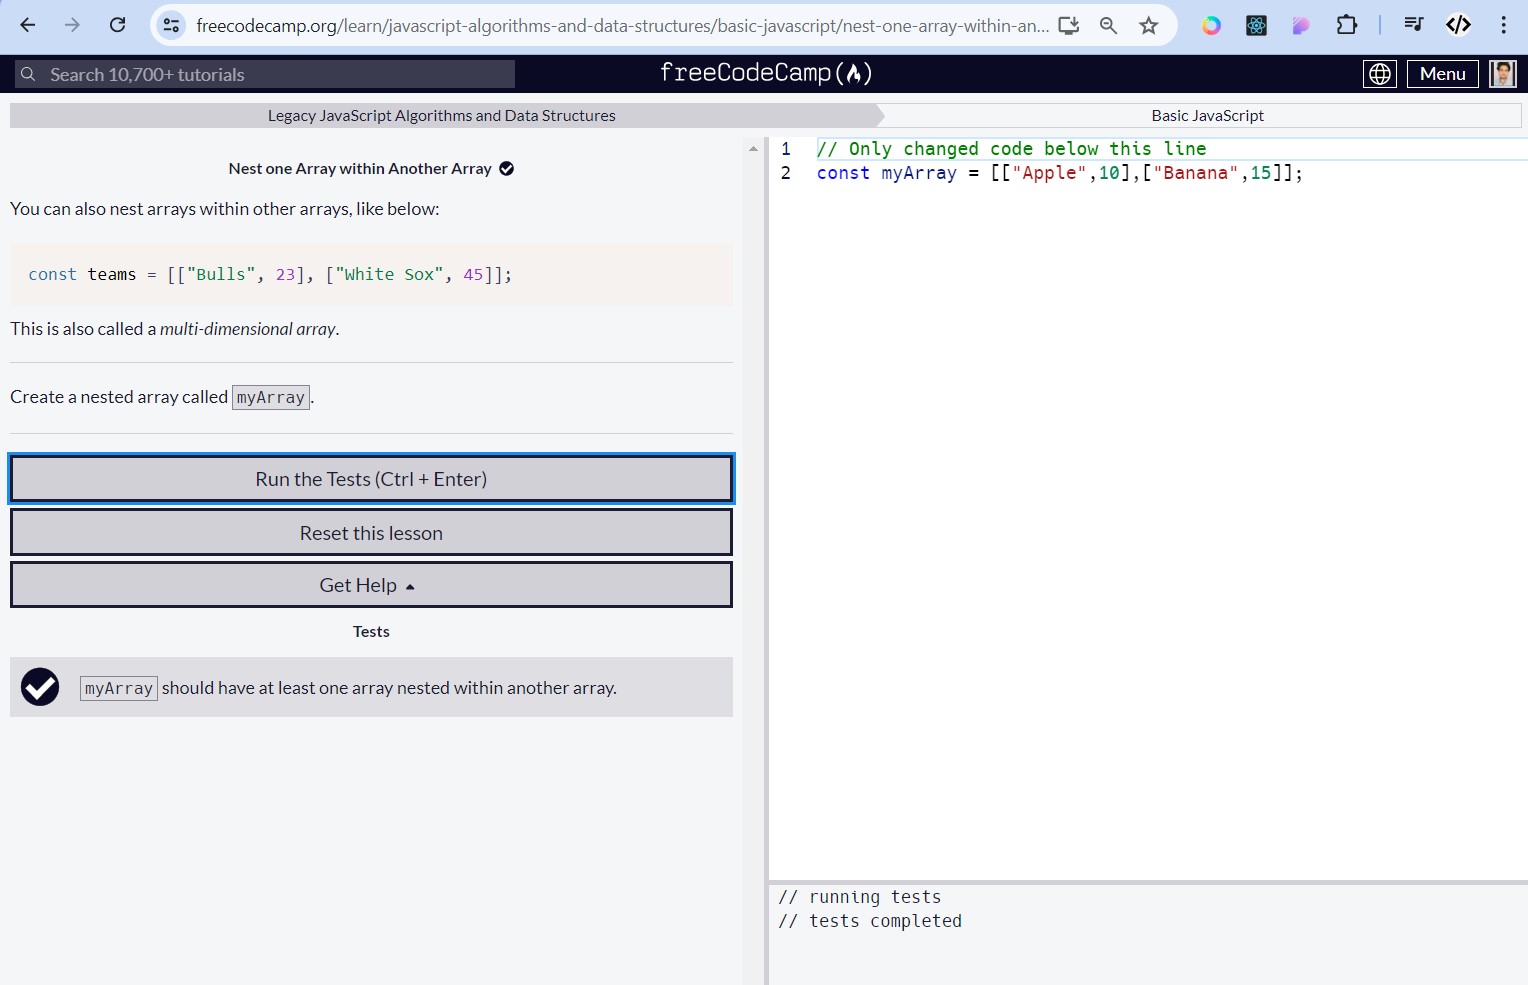 freecodecamp.org/learn/javascript-algorithms-and-data-structures/basic-javascript/nest-one-array-within-an...
Search 10,700+ tutorials
freeCodeCamp
Menu
Legacy JavaScript Algorithms and Data Structures
Basic JavaScript
Nest one Array within Another Array
You can also nest arrays within other arrays, like below:
const teams = [["Bulls", 23], ["White Sox", 45]];
This is also called a multi-dimensional array.
Create a nested array called myArray.
Run the Tests (Ctrl + Enter)
Reset this lesson
Get Help
Tests
myArray should have at least one array nested within another array.
1 // Only changed code below this line
2 const myArray = [["Apple",10],["Banana",15]];
// running tests
// tests completed